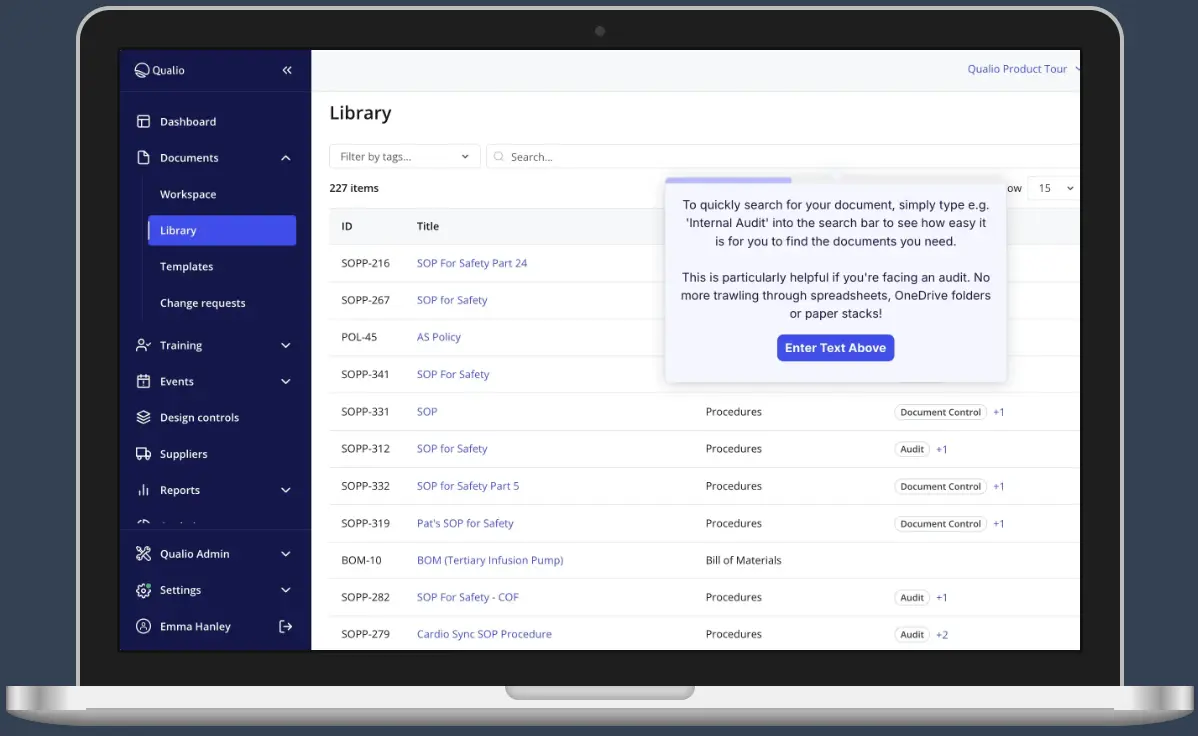 Qualio
Qualio Product Tour
Dashboard
Documents
Workspace
Library
Templates
Change requests
Training
Events
Design controls
Suppliers
Reports
Qualio Admin
Settings
Emma Hanley
Library
Filter by tags...
Search...
227 items
15
To quickly search for your document, simply type e.g.
'Internal Audit' into the search bar to see how easy it
is for you to find the documents you need.
This is particularly helpful if you're facing an audit. No
more trawling through spreadsheets, OneDrive folders
or paper stacks!
Enter Text Above
ID Title
SOPP-216 SOP For Safety Part 24
SOPP-267 SOP for Safety
POL-45 AS Policy
SOPP-341 SOP For Safety
SOPP-331 SOP Procedures Document Control +1
SOPP-312 SOP for Safety Procedures Audit +1
SOPP-332 SOP for Safety Part 5 Procedures Document Control +1
SOPP-319 Pat's SOP for Safety Procedures Document Control +1
BOM-10 BOM (Tertiary Infusion Pump) Bill of Materials
SOPP-282 SOP For Safety - COF Procedures Audit +1
SOPP-279 Cardio Sync SOP Procedure Procedures Audit +2